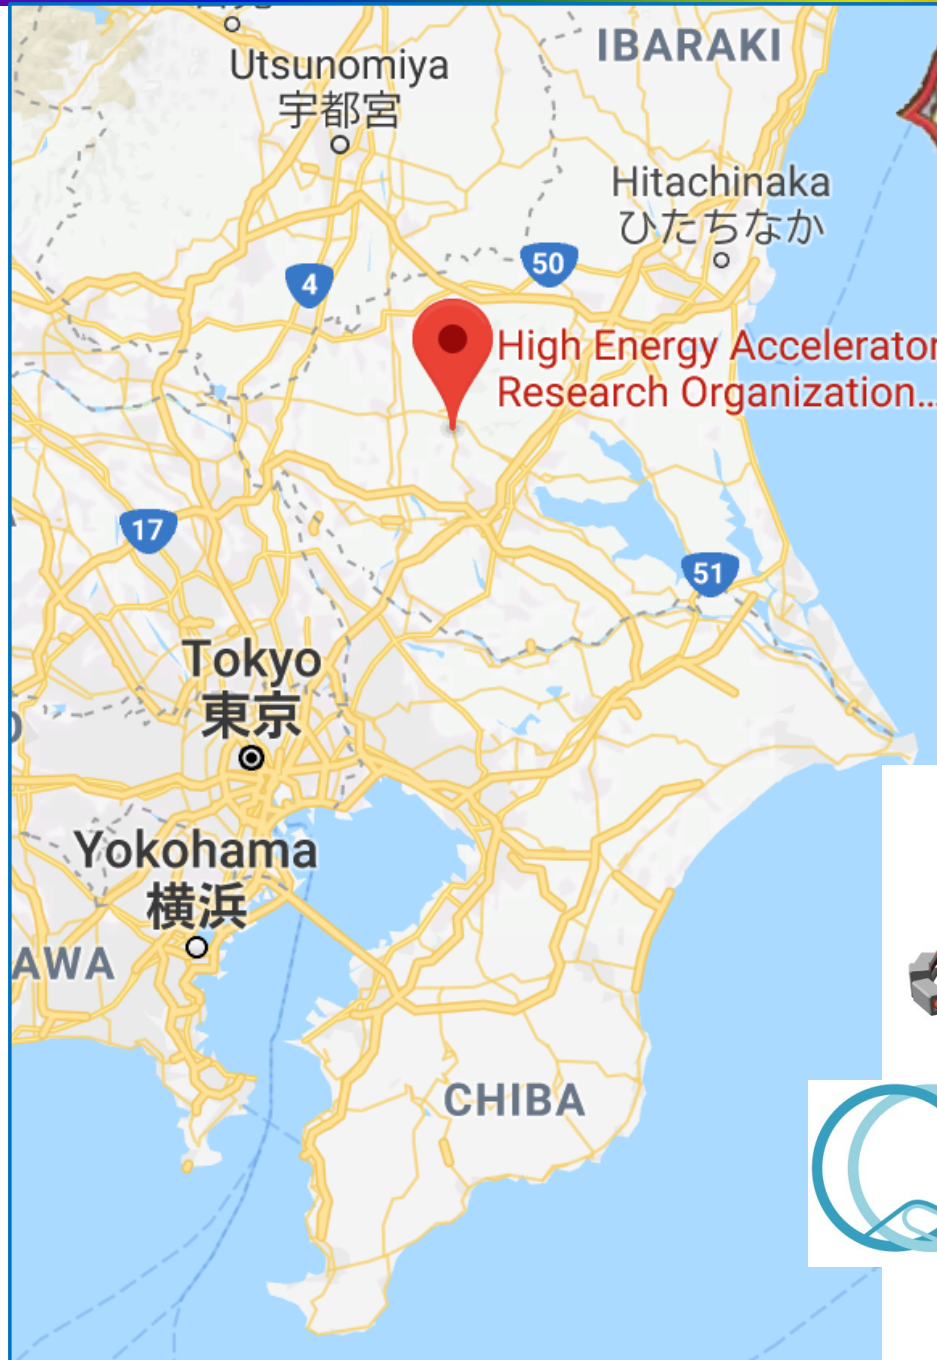 IBARAKI
Utsunomiya
宇都宮
Hitachinaka
ひたちなか
50
4
High Energy Accelerator
Research Organization...
17
51
Tokyo
東京
Yokohama
横浜
AWA
CHIBA